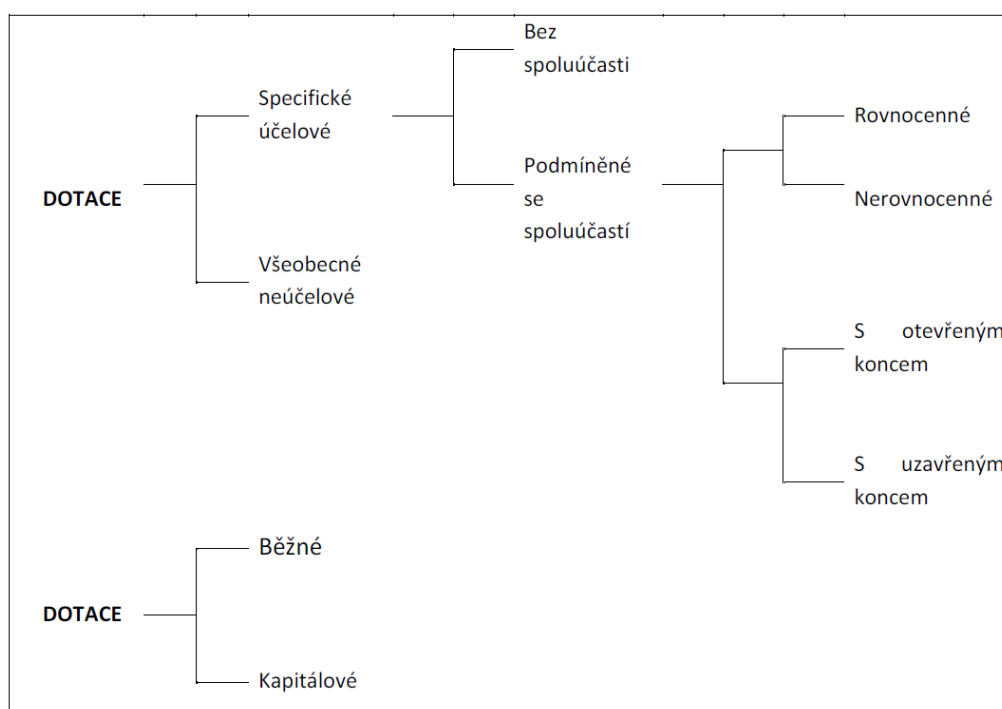 Bez
spoluúčasti
Specifické
účelové
Rovnocenné
Podmíněné
se
spoluúčastí
DOTACE
Nerovnocenné
Všeobecné
neúčelové
S otevřeným
koncem
S uzavřeným
koncem
Běžné
DOTACE
Kapitálové